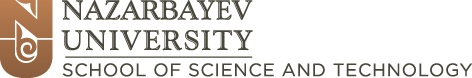 NAZARBAYEV
UNIVERSITY
SCHOOL OF SCIENCE AND TECHNOLOGY